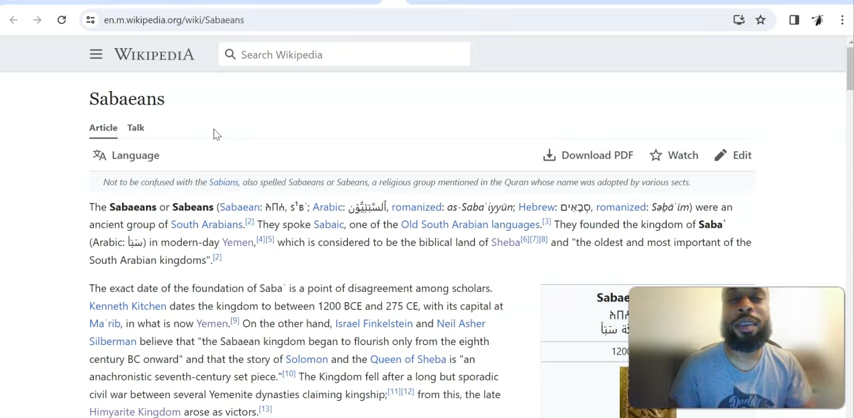 en.m.wikipedia.org/wiki/Sabaeans
WIKIPEDIA
Search Wikipedia
Sabaeans
Article Talk
Language
Download PDF Watch Edit
Not to be confused with the Sabians, also spelled Sabaeans or Sabeans, a religious group mentioned in the Quran whose name was adopted by various sects.
The Sabaeans or Sabeans (Sabaean: 𐩪𐩨𐩱, s¹bʾ; Arabic: ٱلسَّبَئِيُّوْن, romanized: as-Sabaʾiyyūn; Hebrew: סְבָאִים, romanized: Səḇāʾīm) were an
ancient group of South Arabians.[2] They spoke Sabaic, one of the Old South Arabian languages.[3] They founded the kingdom of Sabaʾ
(Arabic: سَبَأ) in modern-day Yemen,[4][5] which is considered to be the biblical land of Sheba[6][7][8] and "the oldest and most important of the
South Arabian kingdoms".[2]
The exact date of the foundation of Sabaʾ is a point of disagreement among scholars.
Kenneth Kitchen dates the kingdom to between 1200 BCE and 275 CE, with its capital at
Maʾrib, in what is now Yemen.[9] On the other hand, Israel Finkelstein and Neil Asher
Silberman believe that "the Sabaean kingdom began to flourish only from the eighth
century BC onward" and that the story of Solomon and the Queen of Sheba is "an
anachronistic seventh-century set piece."[10] The Kingdom fell after a long but sporadic
civil war between several Yemenite dynasties claiming kingship;[11][12] from this, the late
Himyarite Kingdom arose as victors.[13]
𐩪𐩨𐩱
سَبَأ
Daddy